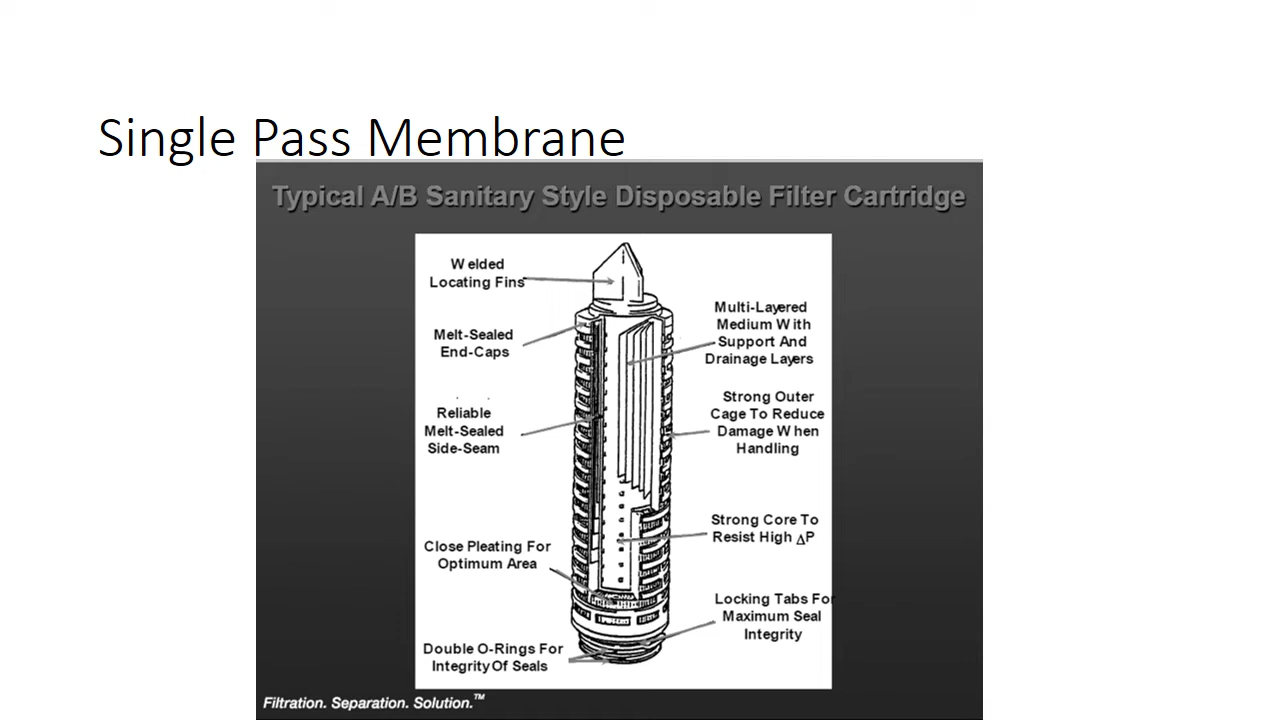 Single Pass Membrane
Typical A/B Sanitary Style Disposable Filter Cartridge
Welded
Locating Fins
Melt-Sealed
End-Caps
Reliable
Melt-Sealed
Side-Seam
Close Pleating For
Optimum Area
Double O-Rings For
Integrity Of Seals
Multi-Layered
Medium With
Support And
Drainage Layers
Strong Outer
Cage To Reduce
Damage When
Handling
Strong Core To
Resist High △P
Locking Tabs For
Maximum Seal
Integrity
Filtration. Separation. Solution.™